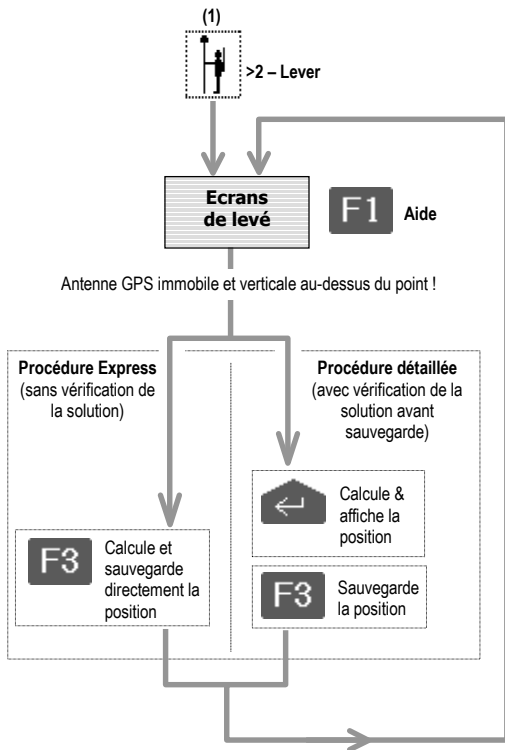 (1)
>2 – Lever
Ecrans
de levé
F1
Aide
Antenne GPS immobile et verticale au-dessus du point !
Procédure Express
(sans vérification de
la solution)
F3
Calcule et
sauvegarde
directement la
position
Procédure détaillée
(avec vérification de la
solution avant
sauvegarde)
Calcule &
affiche la
position
F3
Sauvegarde
la position